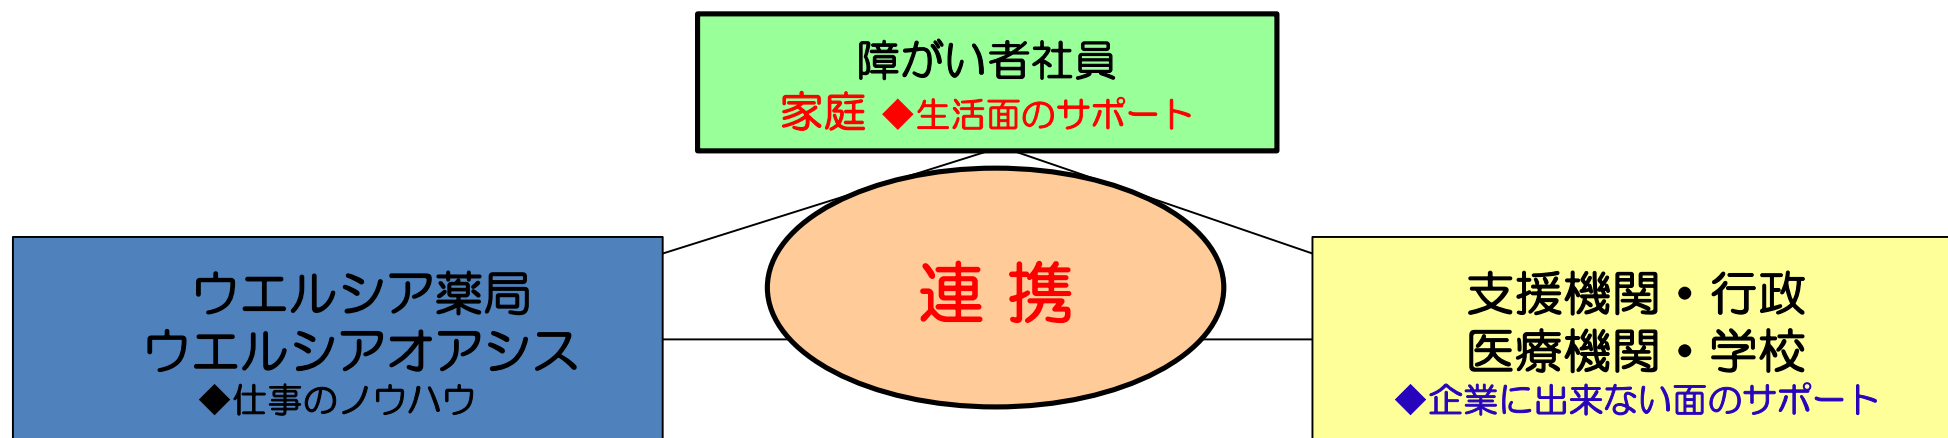 障がい者社員
家庭 ◆生活面のサポート
連 携
ウエルシア薬局
ウエルシアオアシス
◆仕事のノウハウ
支援機関・行政
医療機関・学校
◆企業に出来ない面のサポート